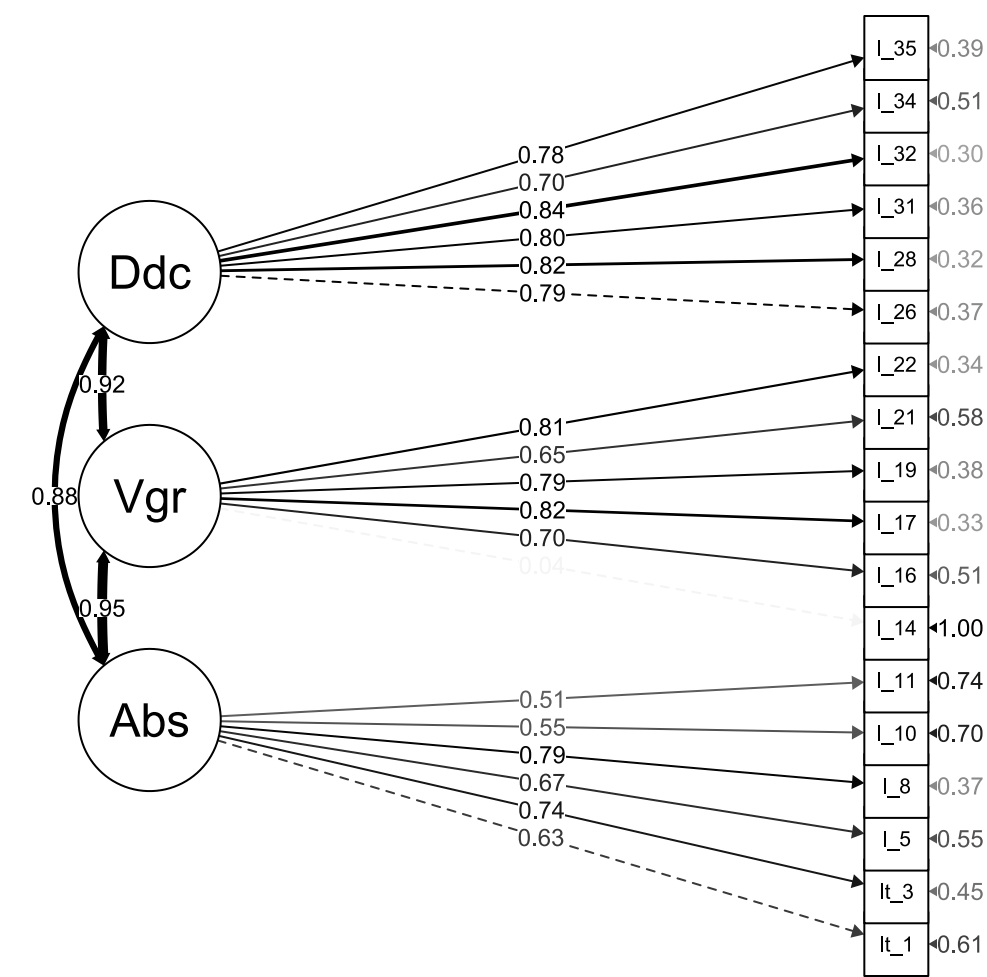 I_35 0.39
I_34 0.51
0.78 I_32 0.30
0.70
0.84 I_31 0.36
0.80
Ddc 0.82 I_28 0.32
0.79 I_26 0.37
I_22 0.34
0.92
0.81 I_21 0.58
0.65
0.79 I_19 0.38
0.88 Vgr 0.82 I_17 0.33
0.70
0.04 I_16 0.51
0.95 I_14 1.00
0.51 I_11 0.74
Abs 0.55 I_10 0.70
0.79
0.67 I_8 0.37
0.74
0.63 I_5 0.55
It_3 0.45
It_1 0.61